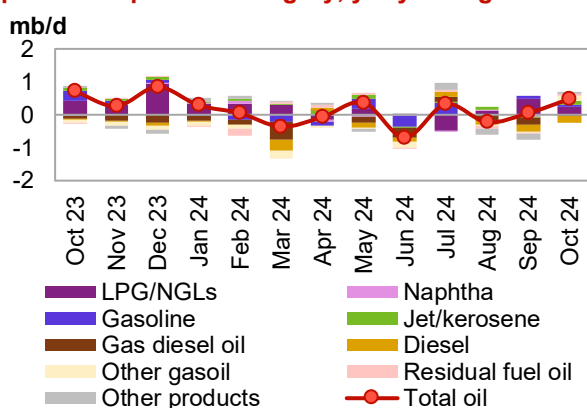 mb/d
2
1
0
-1
-2
Oct 23
Nov 23
Dec 23
Jan 24
Feb 24
Mar 24
Apr 24
May 24
Jun 24
Jul 24
Aug 24
Sep 24
Oct 24
LPG/NGLs
Naphtha
Gasoline
Jet/kerosene
Gas diesel oil
Diesel
Other gasoil
Residual fuel oil
Other products
Total oil